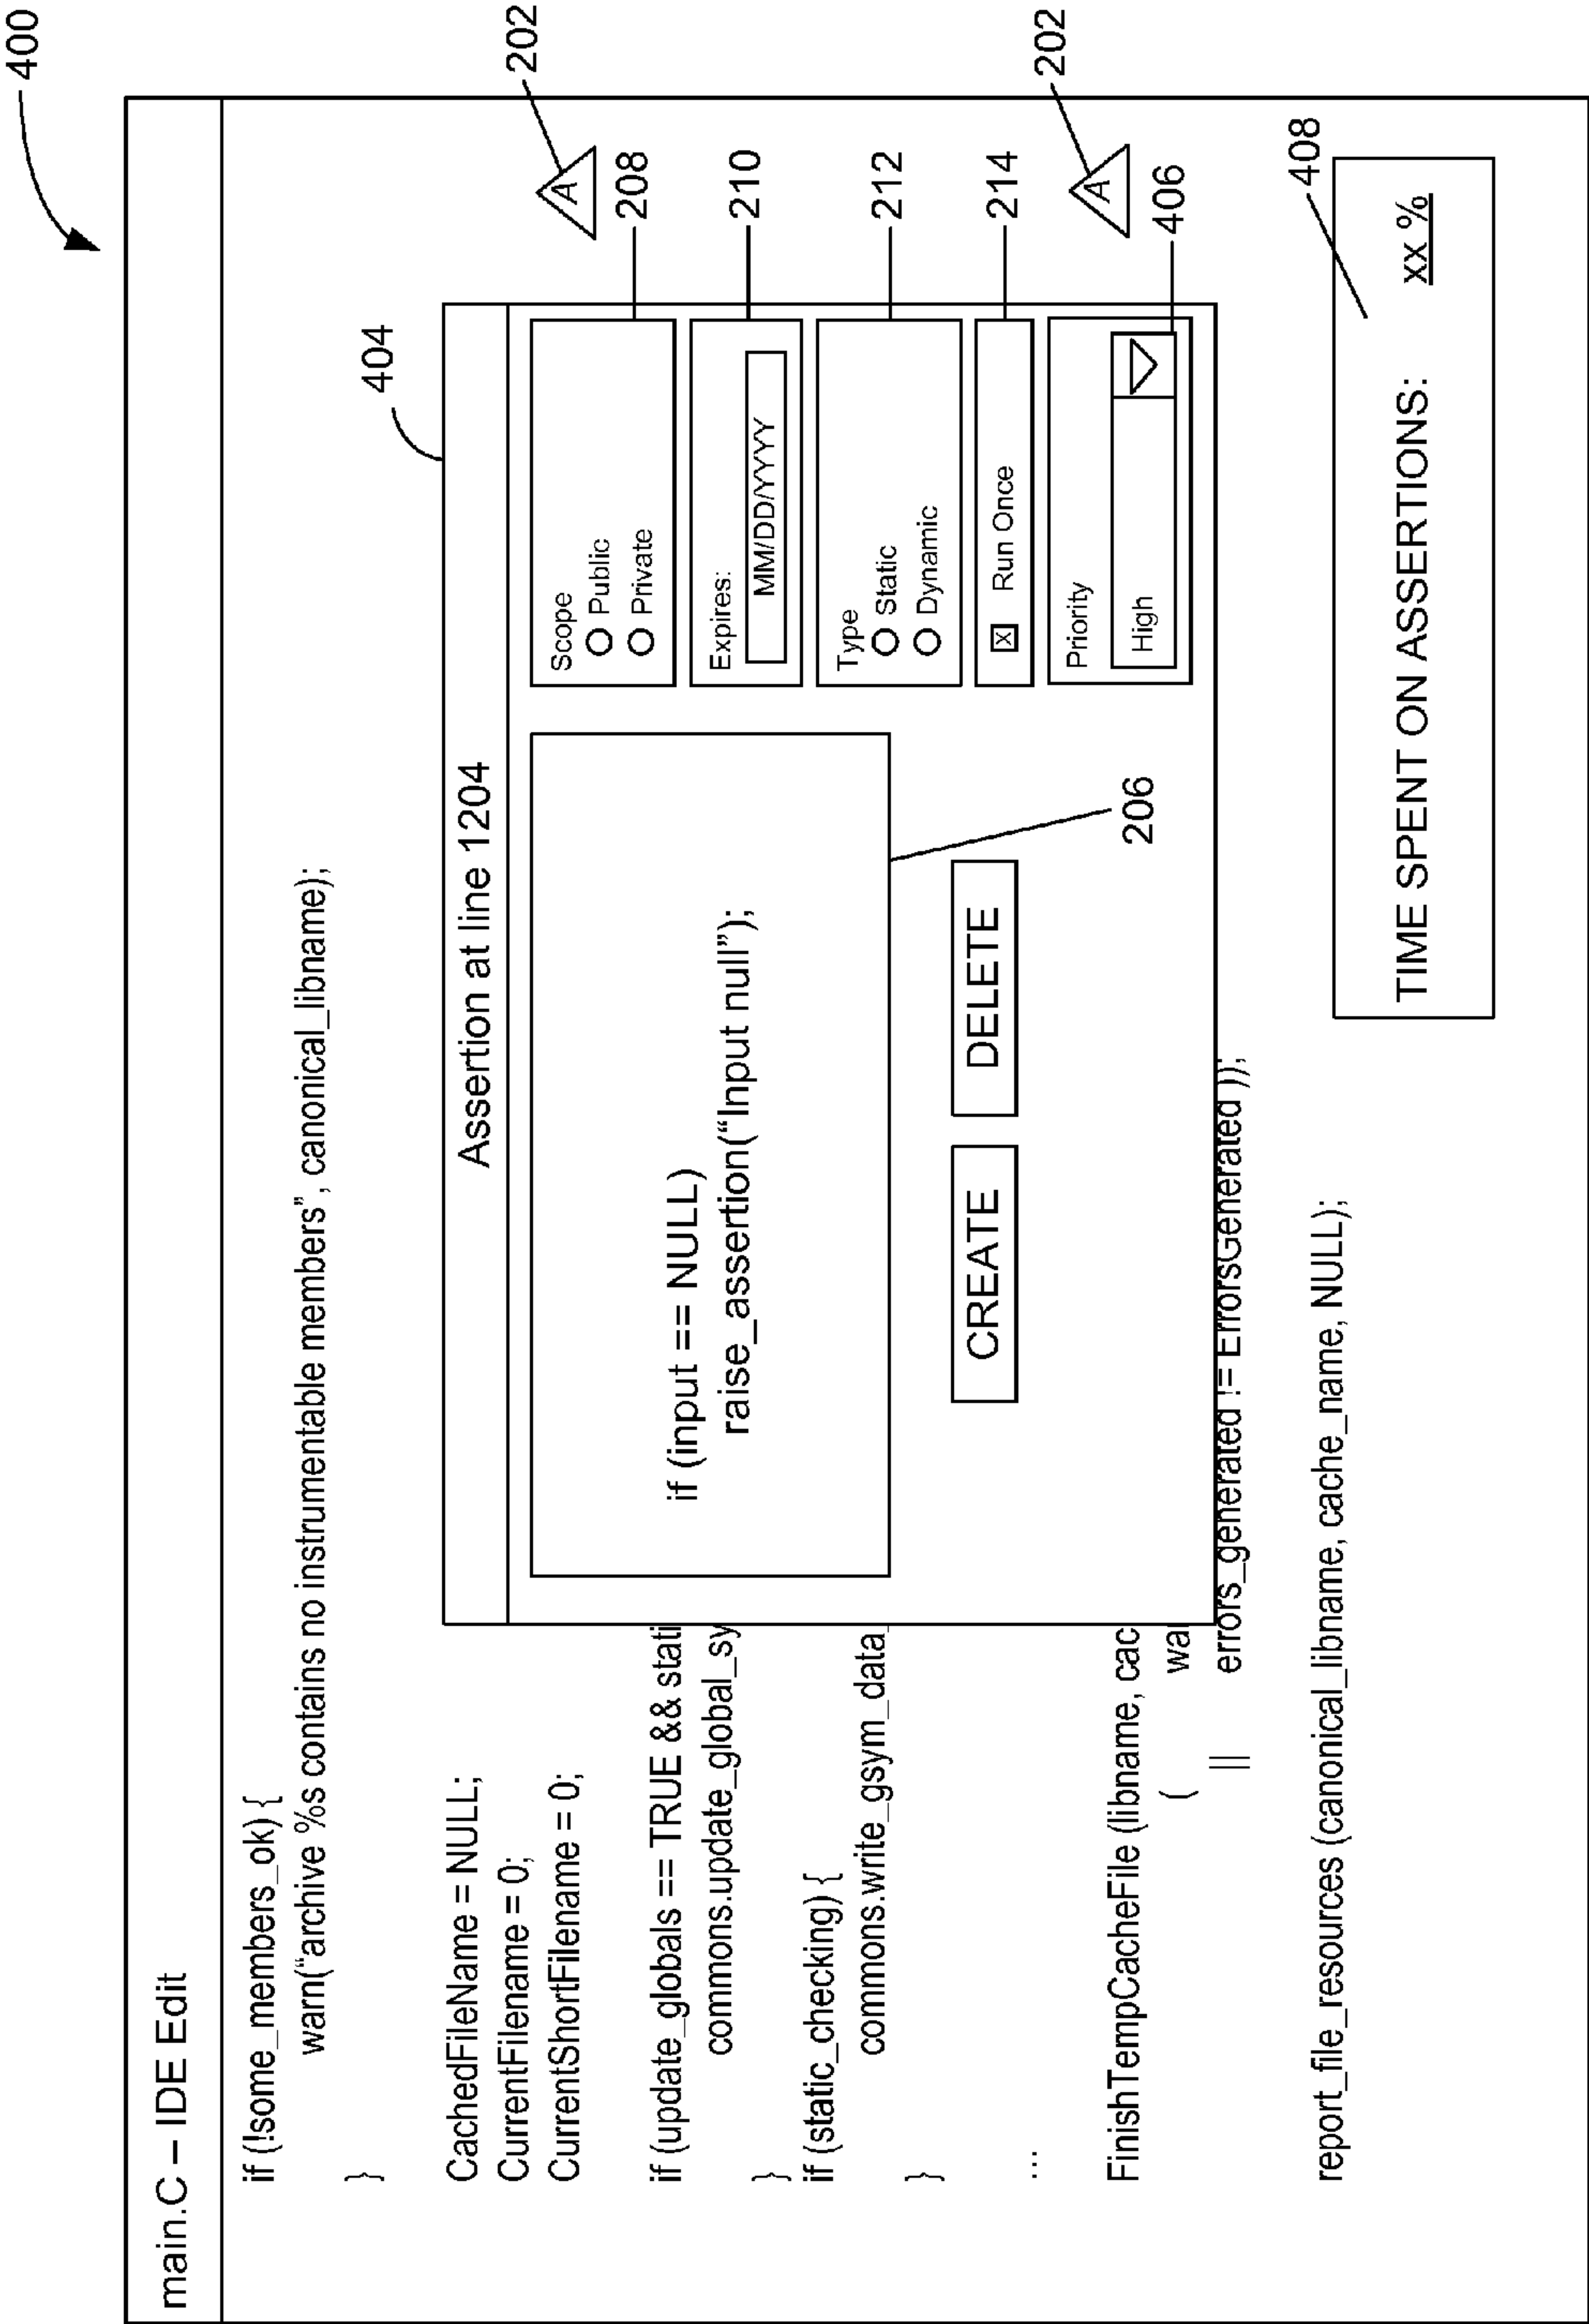 400
main.C – IDE Edit
if (!some_members_ok) {
warn(“archive %s contains no instrumentable members”, canonical_libname);
}
CachedFileName = NULL;
CurrentFilename = 0;
CurrentShortFilename = 0;
if (update_globals == TRUE && stati
commons.update_global_sy
}
if (static_checking) {
commons.write_gsym_data_
}
...
FinishTempCacheFile (libname, cac
( wa
|| errors_generated != ErrorsGenerated ));
report_file_resources (canonical_libname, cache_name, NULL);
404
Assertion at line 1204
if (input == NULL)
raise_assertion(“Input null”);
206
CREATE DELETE
Scope
Public
Private
208
Expires:
MM/DD/YYYY
210
Type
Static
Dynamic
212
X Run Once
214
Priority
High
406
A
202
A
202
TIME SPENT ON ASSERTIONS: xx %
408